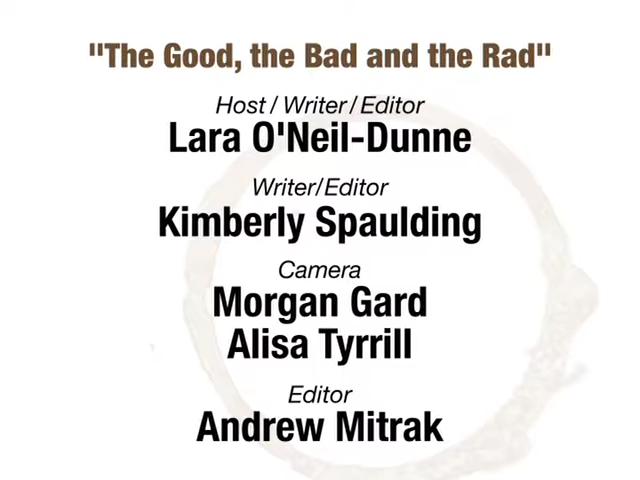 "The Good, the Bad and the Rad"
Host / Writer / Editor
Lara O'Neil-Dunne
Writer/Editor
Kimberly Spaulding
Camera
Morgan Gard
Alisa Tyrrill
Editor
Andrew Mitrak